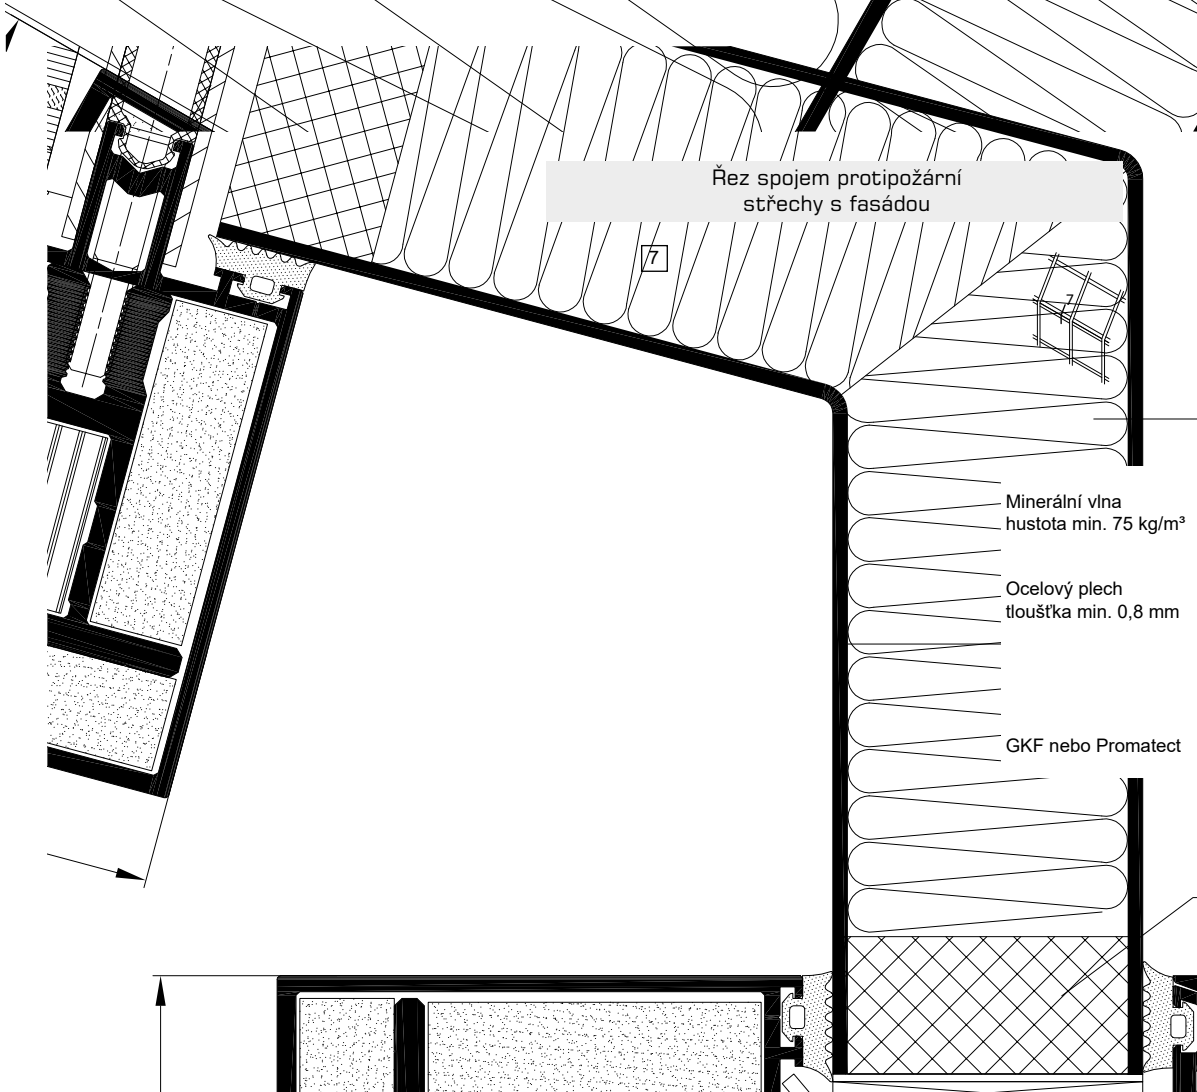 Řez spojem protipožární
střechy s fasádou
7
7
Minerální vlna
hustota min. 75 kg/m³
Ocelový plech
tloušťka min. 0,8 mm
GKF nebo Promatect